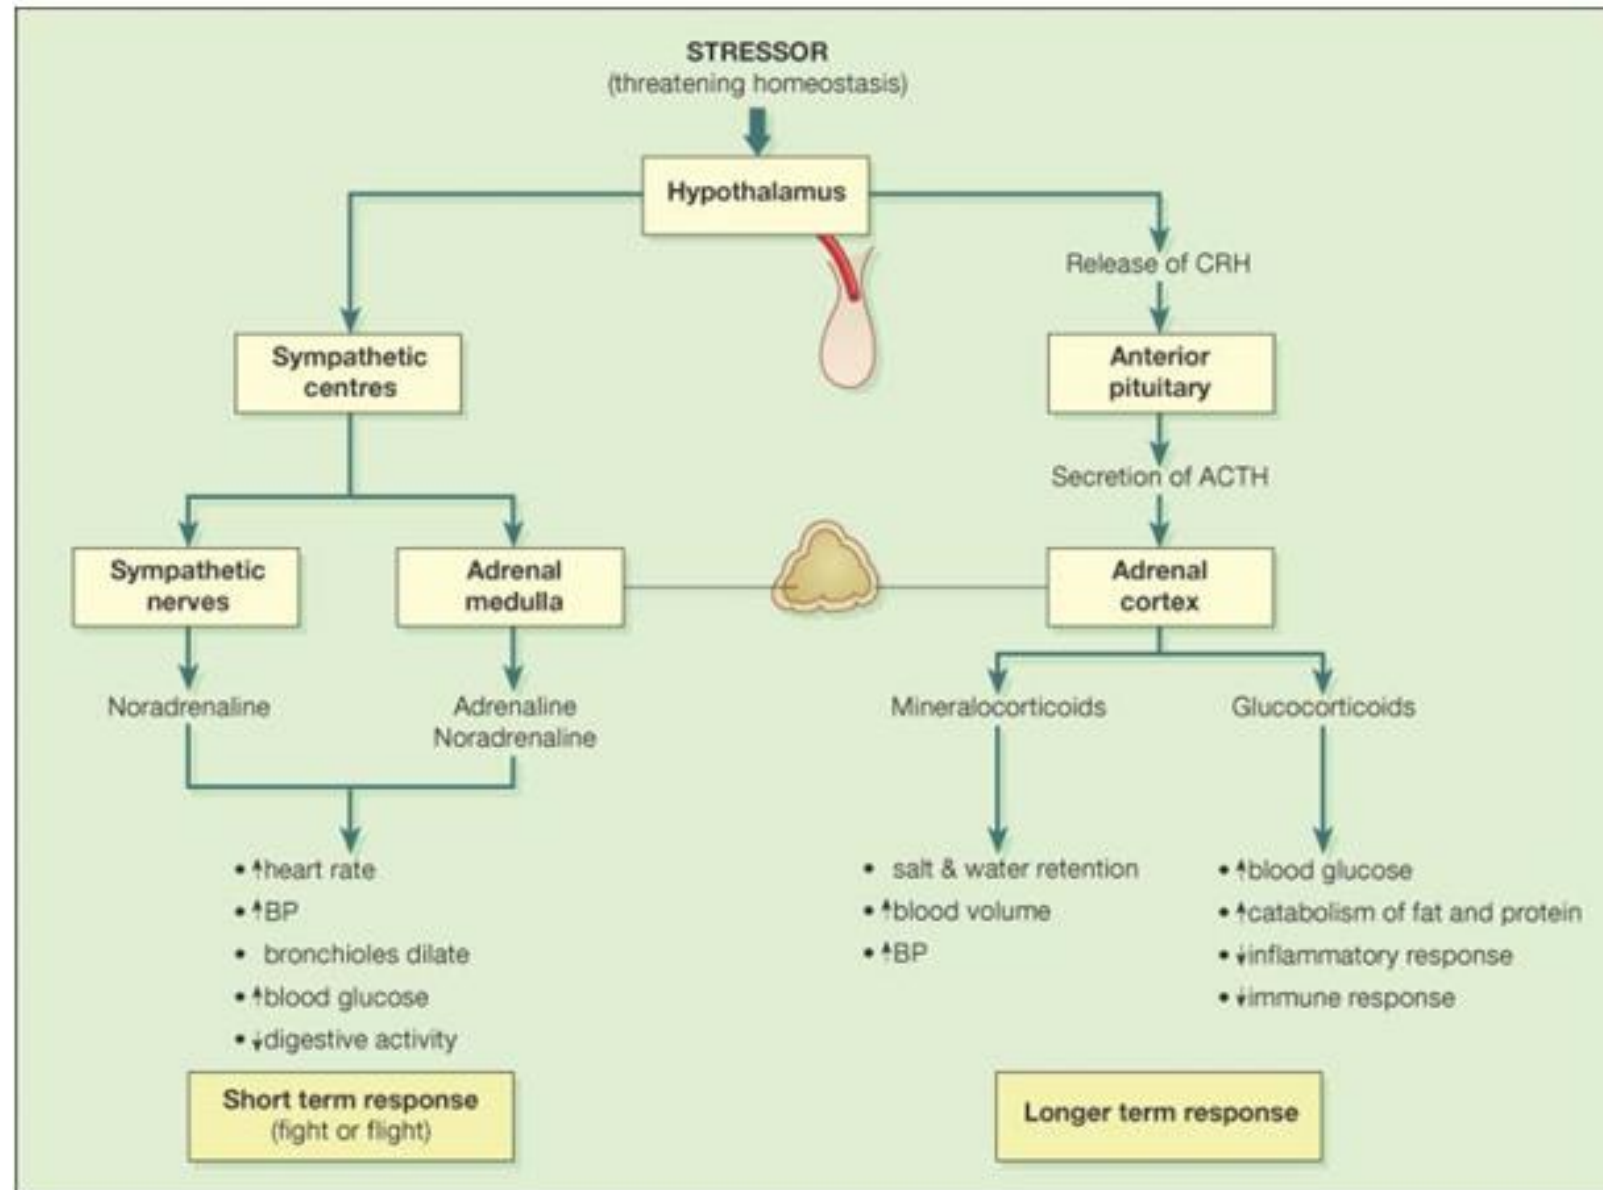 STRESSOR
(threatening homeostasis)
Hypothalamus
Release of CRH
Sympathetic
centres
Anterior
pituitary
Secretion of ACTH
Sympathetic
nerves
Adrenal
medulla
Adrenal
cortex
Noradrenaline
Adrenaline
Noradrenaline
Mineralocorticoids
Glucocorticoids
• ↑heart rate
• ↑BP
• bronchioles dilate
• ↑blood glucose
• ↓digestive activity
• salt & water retention
• ↑blood volume
• ↑BP
• ↑blood glucose
• ↑catabolism of fat and protein
• ↓inflammatory response
• ↓immune response
Short term response
(fight or flight)
Longer term response